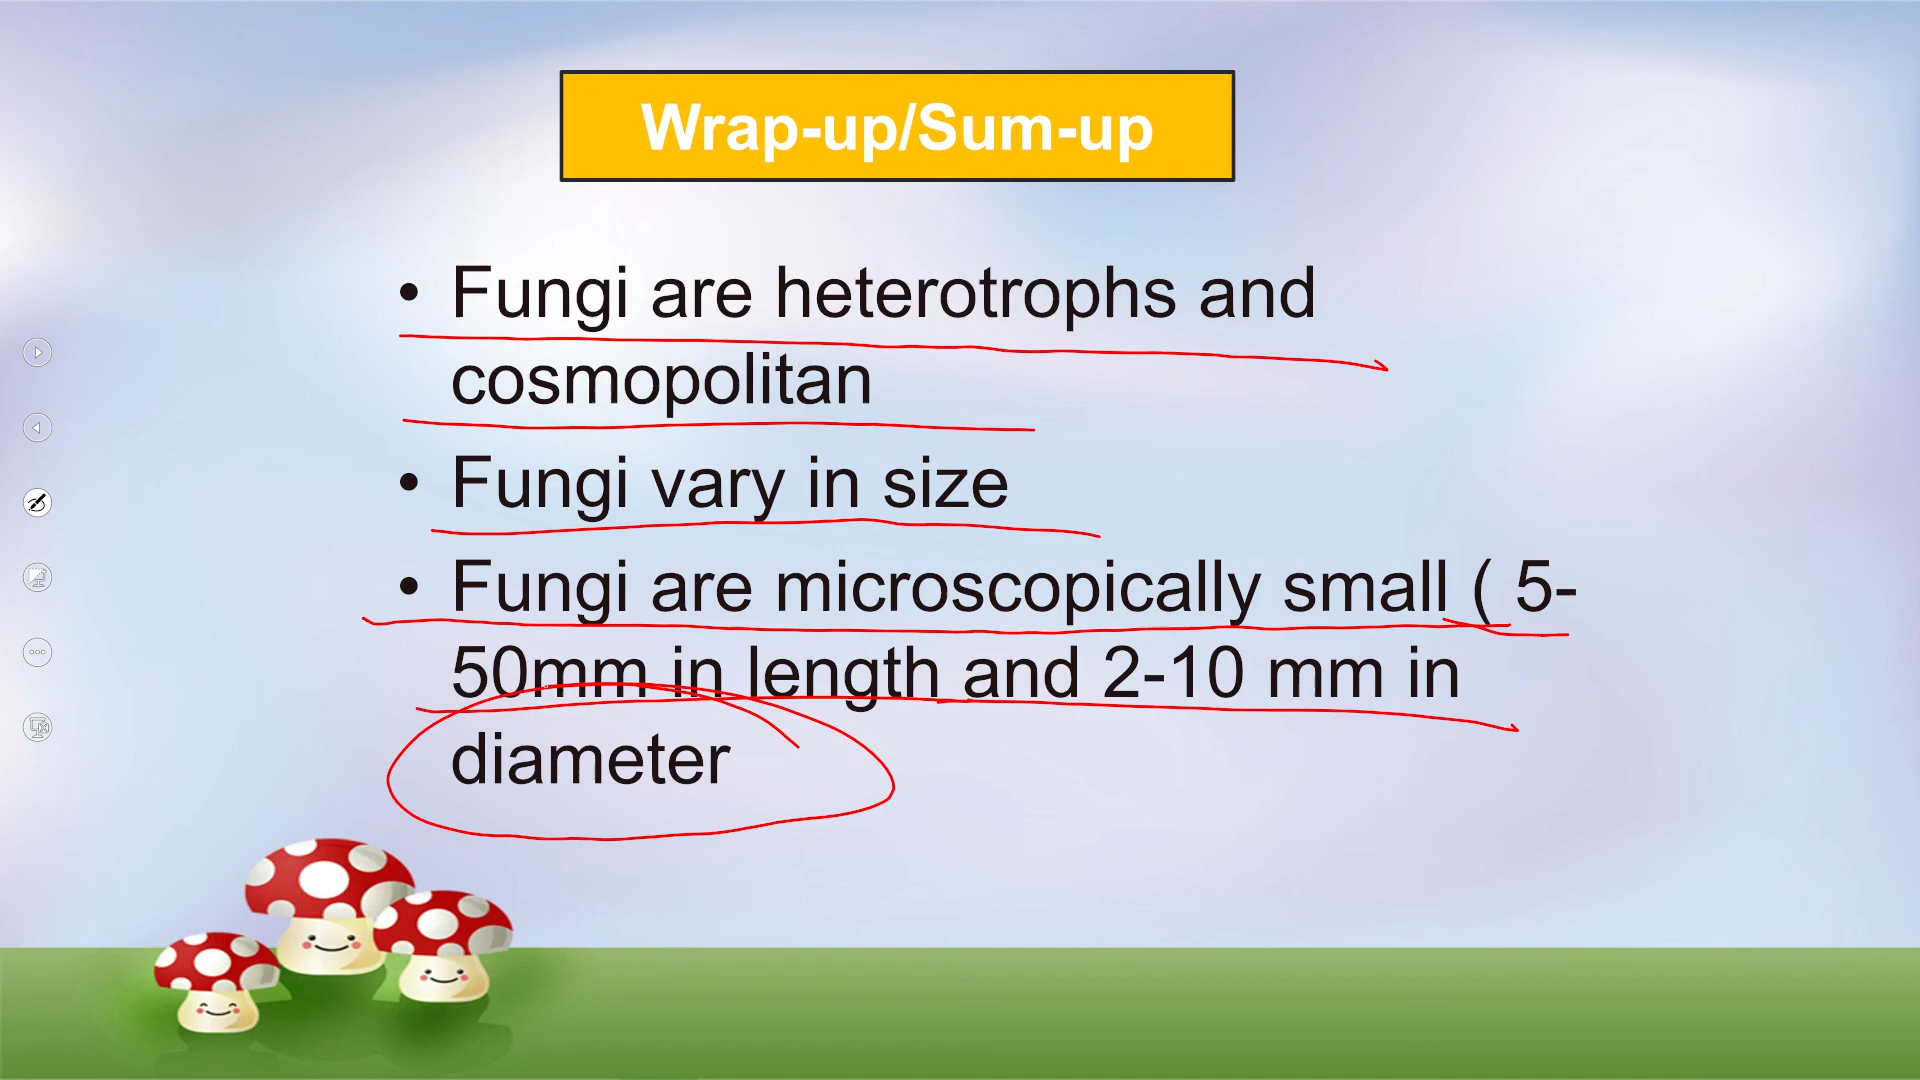 Wrap-up/Sum-up
• Fungi are heterotrophs and
cosmopolitan
• Fungi vary in size
• Fungi are microscopically small ( 5-
50mm in length and 2-10 mm in
diameter